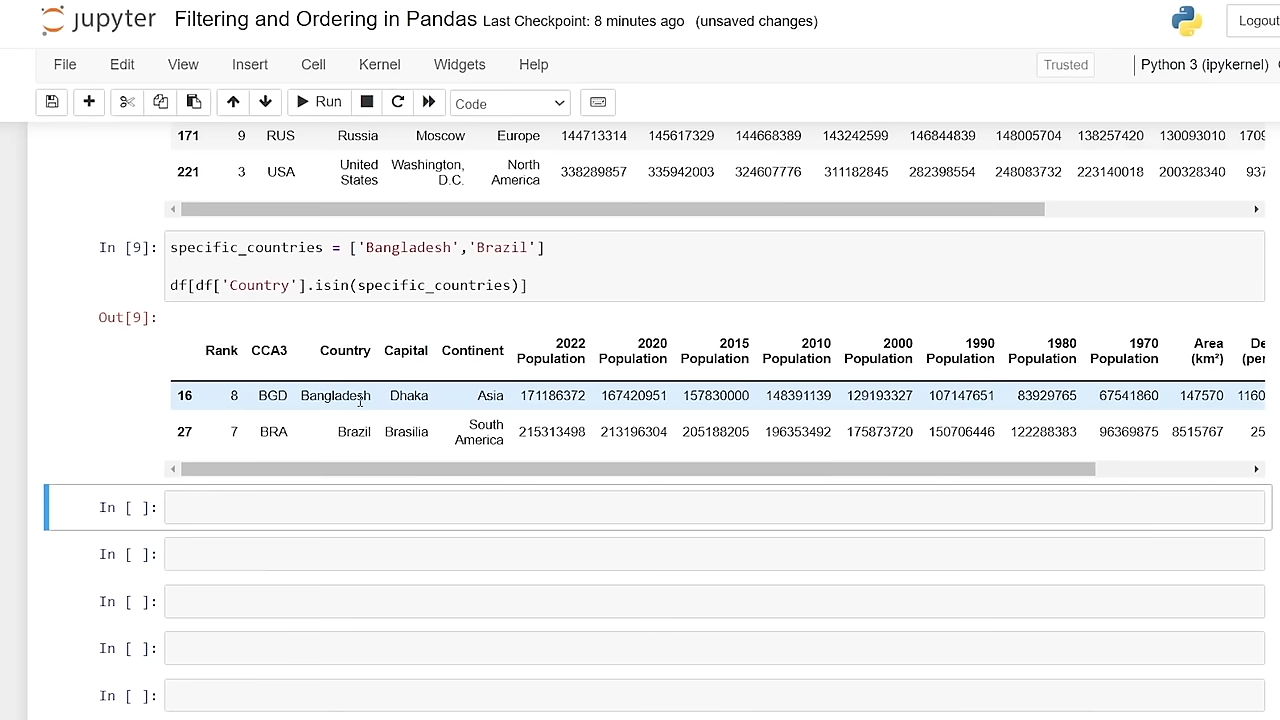 jupyter Filtering and Ordering in Pandas Last Checkpoint: 8 minutes ago (unsaved changes) Logout
File Edit View Insert Cell Kernel Widgets Help Trusted Python 3 (ipykernel)
Run Code
171 9 RUS Russia Moscow Europe 144713314 145617329 144668389 143242599 146844839 148005704 138257420 130093010 1709
221 3 USA United States Washington, D.C. North America 338289857 335942003 324607776 311182845 282398554 248083732 223140018 200328340 937
In [9]: specific_countries = ['Bangladesh','Brazil']
df[df['Country'].isin(specific_countries)]
Out[9]:
Rank CCA3 Country Capital Continent 2022 Population 2020 Population 2015 Population 2010 Population 2000 Population 1990 Population 1980 Population 1970 Population Area (km²) De (per
16 8 BGD Bangladesh Dhaka Asia 171186372 167420951 157830000 148391139 129193327 107147651 83929765 67541860 147570 1160
27 7 BRA Brazil Brasilia South America 215313498 213196304 205188205 196353492 175873720 150706446 122288383 96369875 8515767 25
In [ ]:
In [ ]:
In [ ]:
In [ ]:
In [ ]: